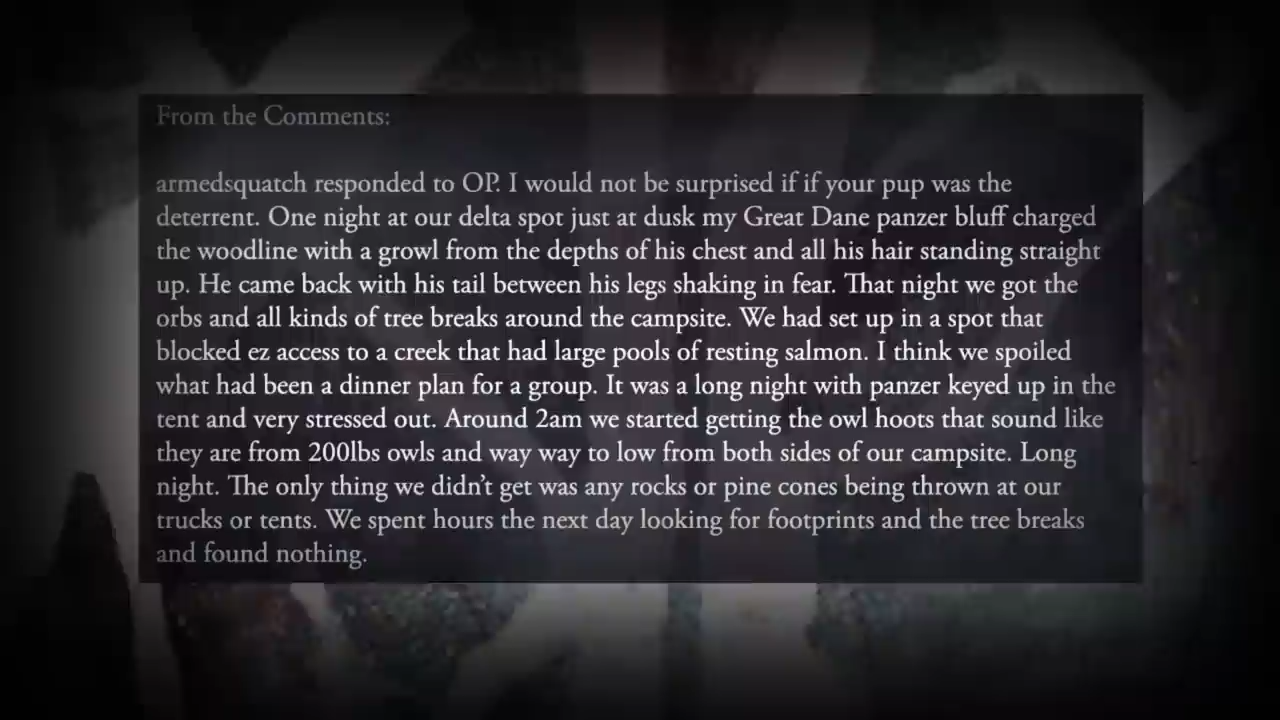 From the Comments:
armedsquatch responded to OP. I would not be surprised if if your pup was the
deterrent. One night at our delta spot just at dusk my Great Dane panzer bluff charged
the woodline with a growl from the depths of his chest and all his hair standing straight
up. He came back with his tail between his legs shaking in fear. That night we got the
orbs and all kinds of tree breaks around the campsite. We had set up in a spot that
blocked ez access to a creek that had large pools of resting salmon. I think we spoiled
what had been a dinner plan for a group. It was a long night with panzer keyed up in the
tent and very stressed out. Around 2am we started getting the owl hoots that sound like
they are from 200lbs owls and way way to low from both sides of our campsite. Long
night. The only thing we didn't get was any rocks or pine cones being thrown at our
trucks or tents. We spent hours the next day looking for footprints and the tree breaks
and found nothing.